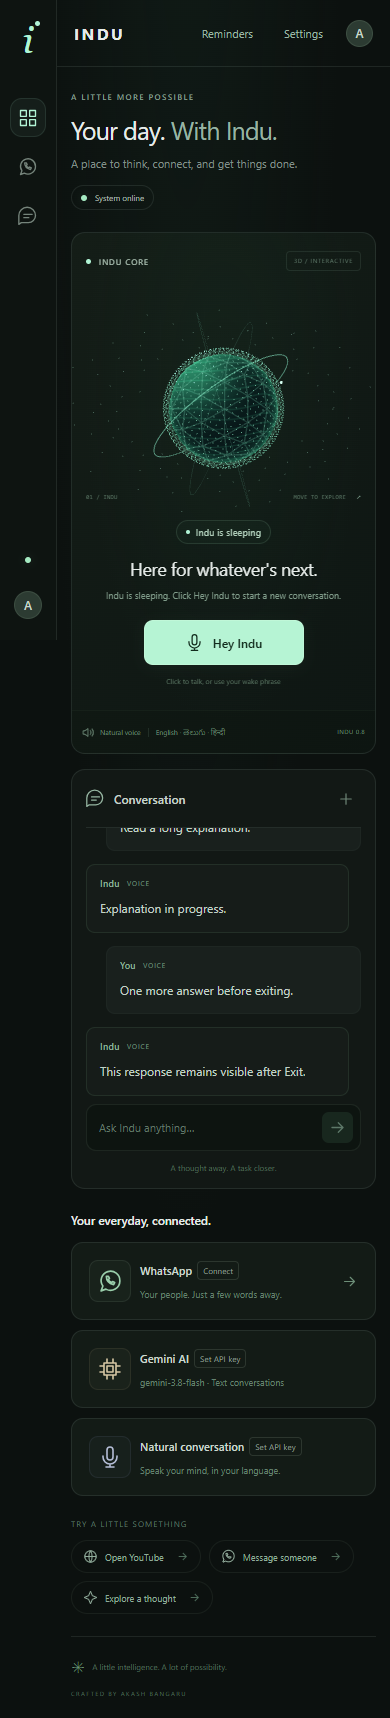 i
INDU
Reminders
Settings
A
A LITTLE MORE POSSIBLE
Your day. With Indu.
A place to think, connect, and get things done.
System online
INDU CORE
3D / INTERACTIVE
01 / INDU
MOVE TO EXPLORE ↗
Indu is sleeping
Here for whatever's next.
Indu is sleeping. Click Hey Indu to start a new conversation.
Hey Indu
Click to talk, or use your wake phrase
Natural voice
English · తెలుగు · हिन्दी
INDU 0.8
A
Conversation
Read a long explanation.
Indu VOICE
Explanation in progress.
You VOICE
One more answer before exiting.
Indu VOICE
This response remains visible after Exit.
Ask Indu anything...
A thought away. A task closer.
Your everyday, connected.
WhatsApp Connect
Your people. Just a few words away.
Gemini AI Set API key
gemini-3.8-flash · Text conversations
Natural conversation Set API key
Speak your mind, in your language.
TRY A LITTLE SOMETHING
Open YouTube
Message someone
Explore a thought
A little intelligence. A lot of possibility.
CRAFTED BY AKASH BANGARU